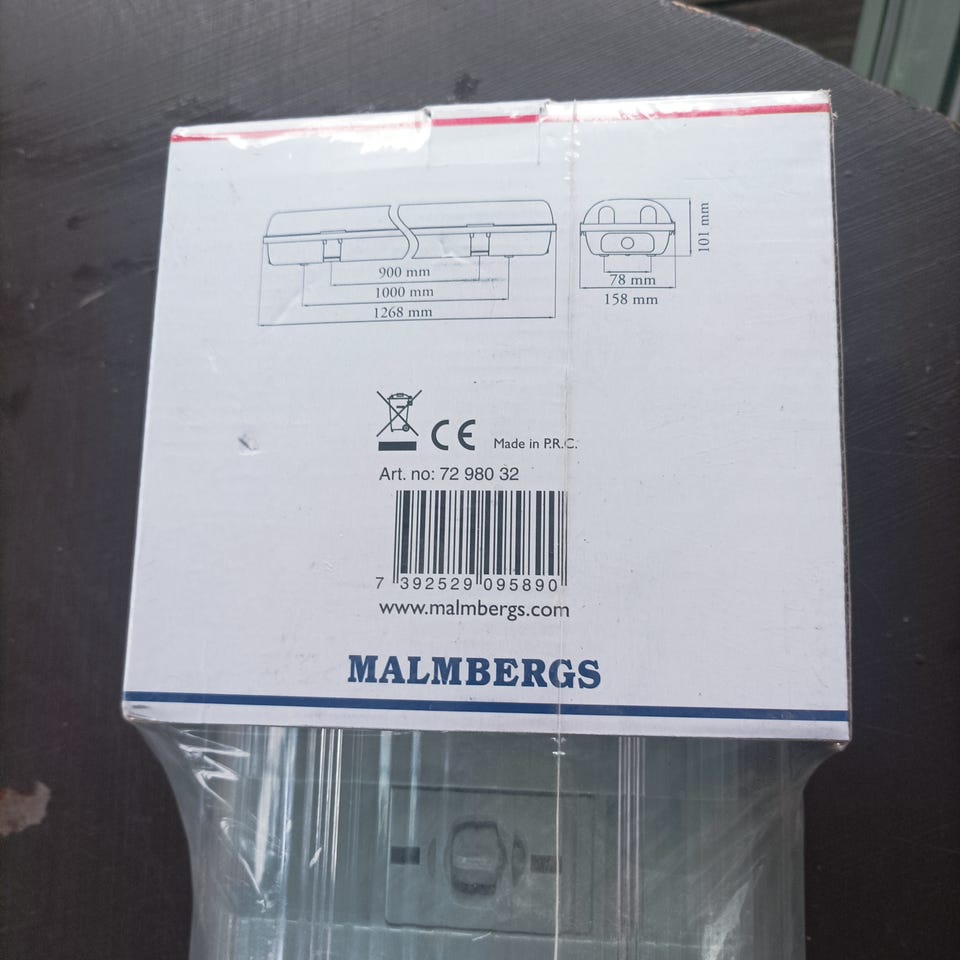 900 mm
1000 mm
1268 mm
101 mm
78 mm
158 mm
CE Made in P.R.C.
Art. no: 72 980 32
7 392529 095890
www.malmbergs.com
MALMBERGS